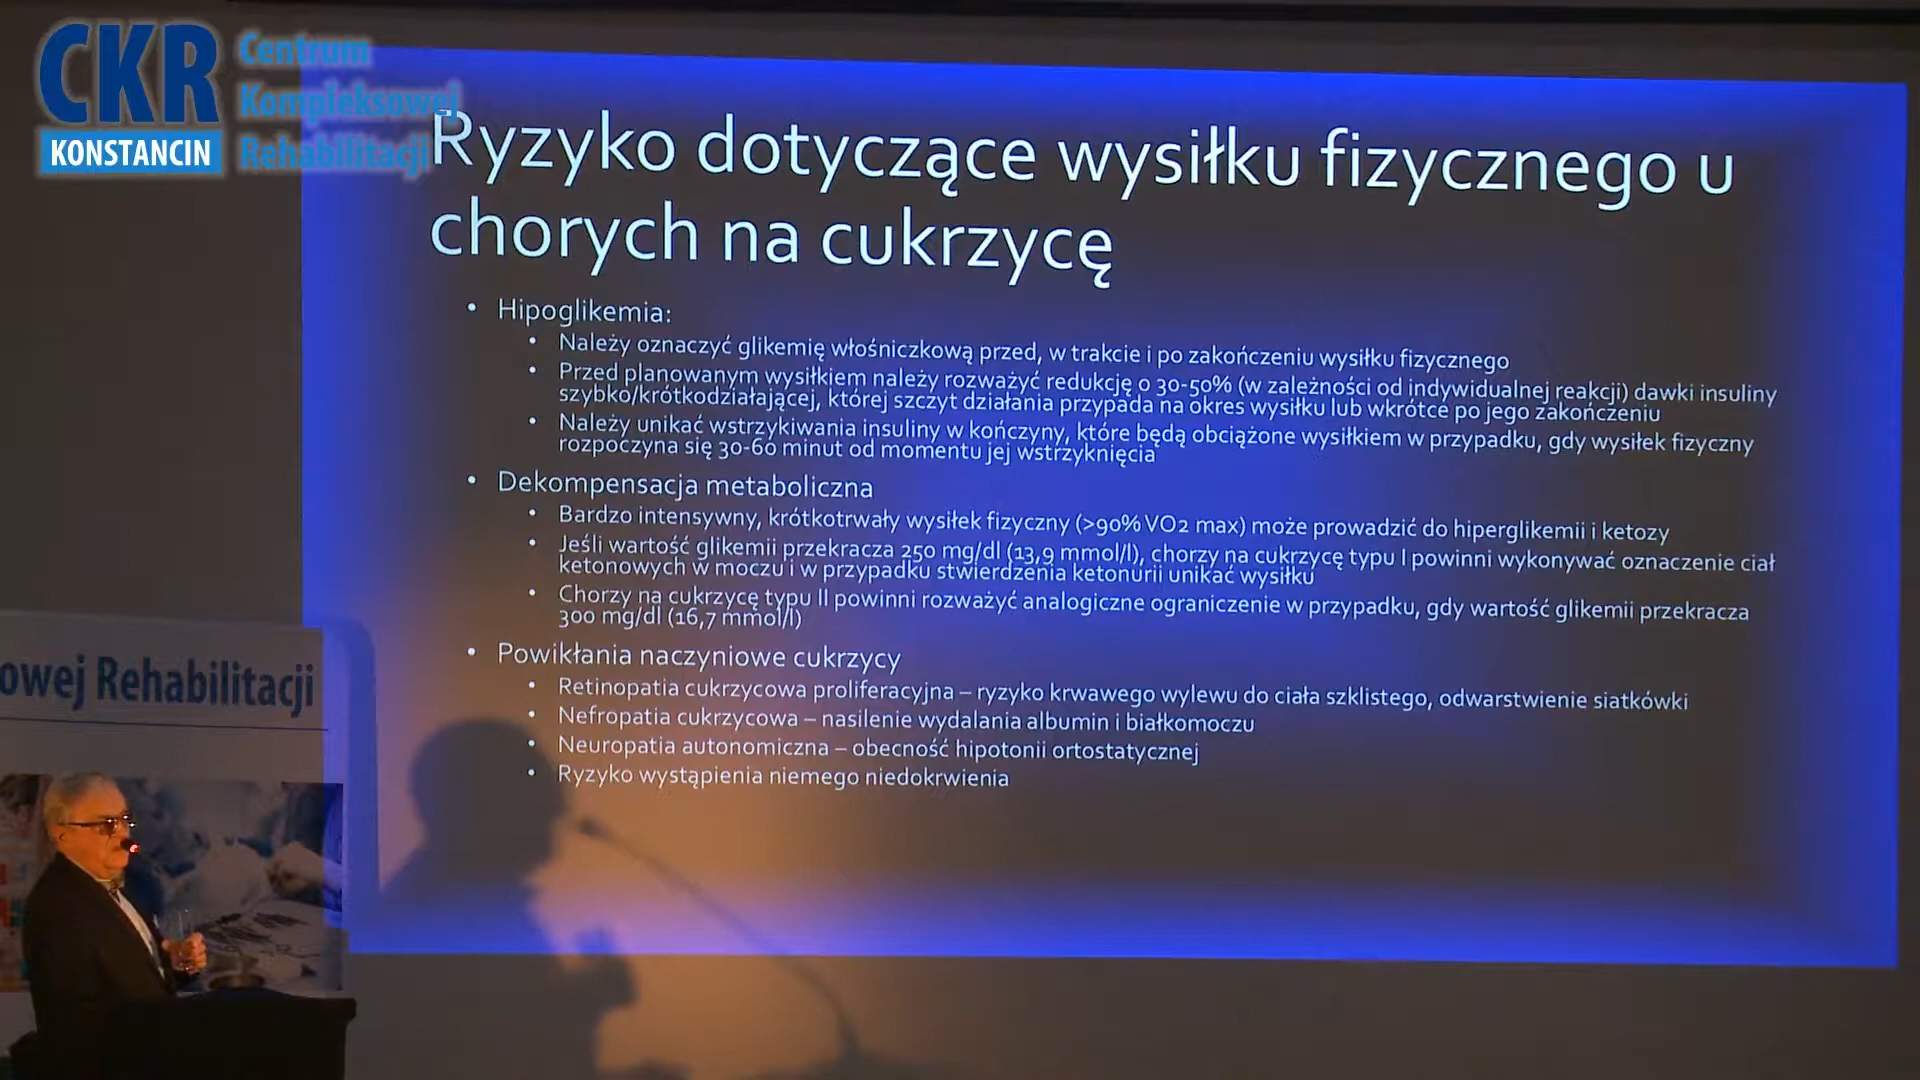 CKR
KONSTANCIN
Centrum
Kompleksowej
Rehabilitacji
Ryzyko dotyczące wysiłku fizycznego u
chorych na cukrzycę
• Hipoglikemia:
• Należy oznaczyć glikemię włośniczkową przed, w trakcie i po zakończeniu wysiłku fizycznego
• Przed planowanym wysiłkiem należy rozważyć redukcję o 30-50% (w zależności od indywidualnej reakcji) dawki insuliny
szybko/krótkodziałającej, której szczyt działania przypada na okres wysiłku lub wkrótce po jego zakończeniu
• Należy unikać wstrzykiwania insuliny w kończyny, które będą obciążone wysiłkiem w przypadku, gdy wysiłek fizyczny
rozpoczyna się 30-60 minut od momentu jej wstrzyknięcia
• Dekompensacja metaboliczna
• Bardzo intensywny, krótkotrwały wysiłek fizyczny (>90% VO2 max) może prowadzić do hiperglikemii i ketozy
• Jeśli wartość glikemii przekracza 250 mg/dl (13,9 mmol/l), chorzy na cukrzycę typu I powinni wykonywać oznaczenie ciał
ketonowych w moczu i w przypadku stwierdzenia ketonurii unikać wysiłku
• Chorzy na cukrzycę typu II powinni rozważyć analogiczne ograniczenie w przypadku, gdy wartość glikemii przekracza
300 mg/dl (16,7 mmol/l)
• Powikłania naczyniowe cukrzycy
• Retinopatia cukrzycowa proliferacyjna – ryzyko krwawego wylewu do ciała szklistego, odwarstwienie siatkówki
• Nefropatia cukrzycowa – nasilenie wydalania albumin i białkomoczu
• Neuropatia autonomiczna – obecność hipotonii ortostatycznej
• Ryzyko wystąpienia niemego niedokrwienia
owej Rehabilitacji